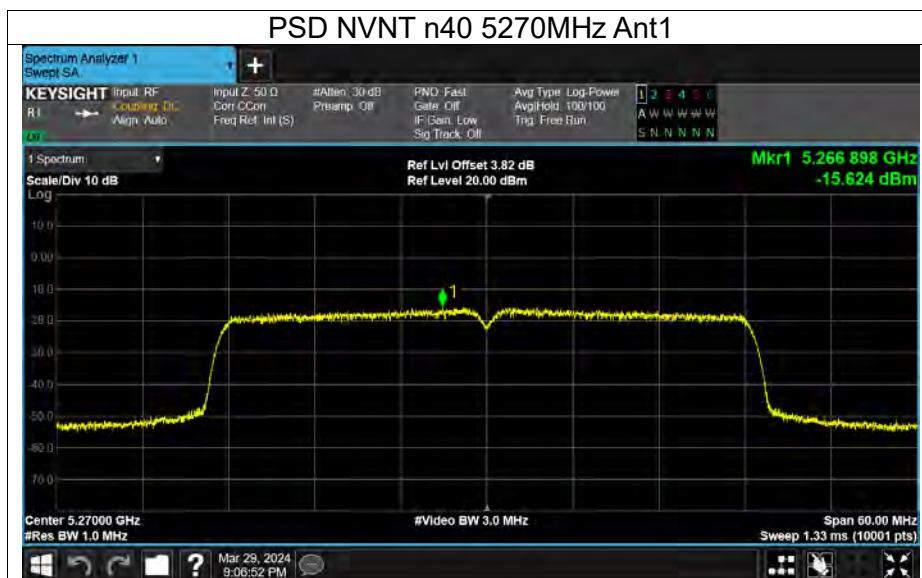 PSD NVNT n40 5270MHz Ant1
Spectrum Analyzer 1
Swept SA
+
KEYSIGHT Input: RF Input Z: 50 Ω #Atten: 30 dB PNO: Fast Avg Type: Log-Power 1 2 3 4 5 6
R L Coupling: DC Corr CCorr Preamp: Off Gate: Off Avg|Hold: 100/100 A W W W W W
Align: Auto Freq Ref: Int (S) IF Gain: Low Trig: Free Run
Sig Track: Off S N N N N N
1 Spectrum Ref Lvl Offset 3.82 dB Mkr1 5.266 898 GHz
Scale/Div 10 dB Ref Level 20.00 dBm -15.624 dBm
Log
10.0
0.00
-10.0
-20.0
-30.0
-40.0
-50.0
-60.0
-70.0
1
Center 5.27000 GHz #Video BW 3.0 MHz Span 60.00 MHz
#Res BW 1.0 MHz Sweep 1.33 ms (10001 pts)
? Mar 29, 2024
9:06:52 PM